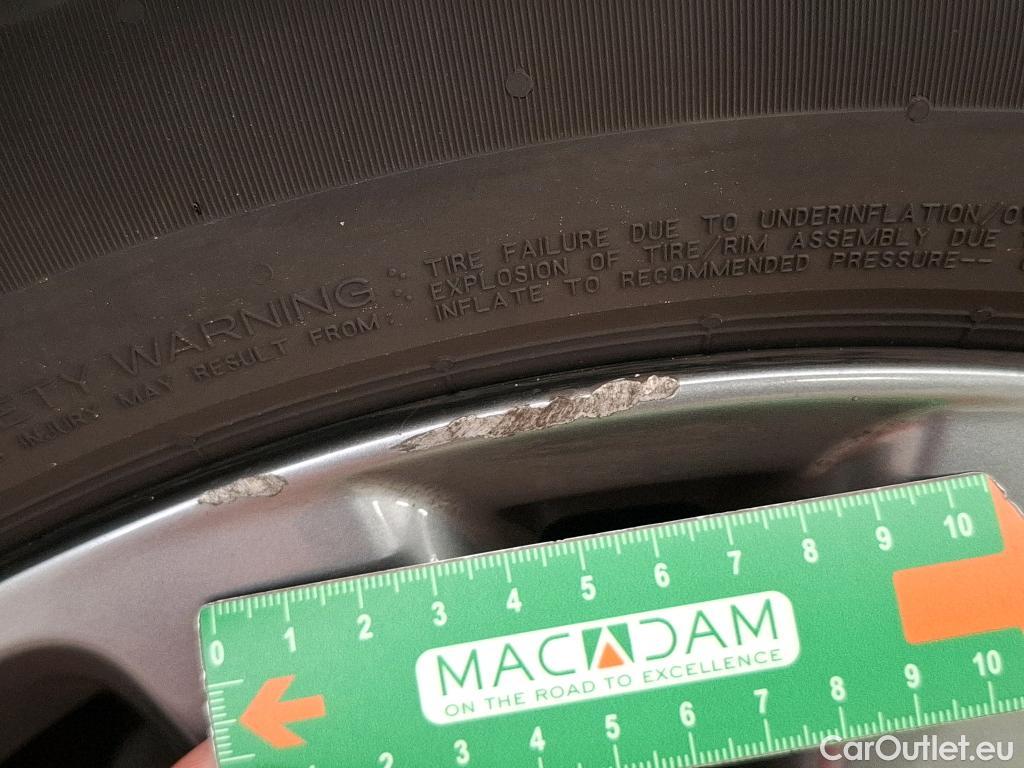 ETY WARNING:
INJURY MAY RESULT FROM:
TIRE FAILURE DUE TO UNDERINFLATION/O
EXPLOSION OF TIRE/RIM ASSEMBLY DUE
INFLATE TO RECOMMENDED PRESSURE--
0 1 2 3 4 5 6 7 8 9 10
MACADAM
ON THE ROAD TO EXCELLENCE
2 3 4 5 6 7 8 9 10
CarOutlet.eu